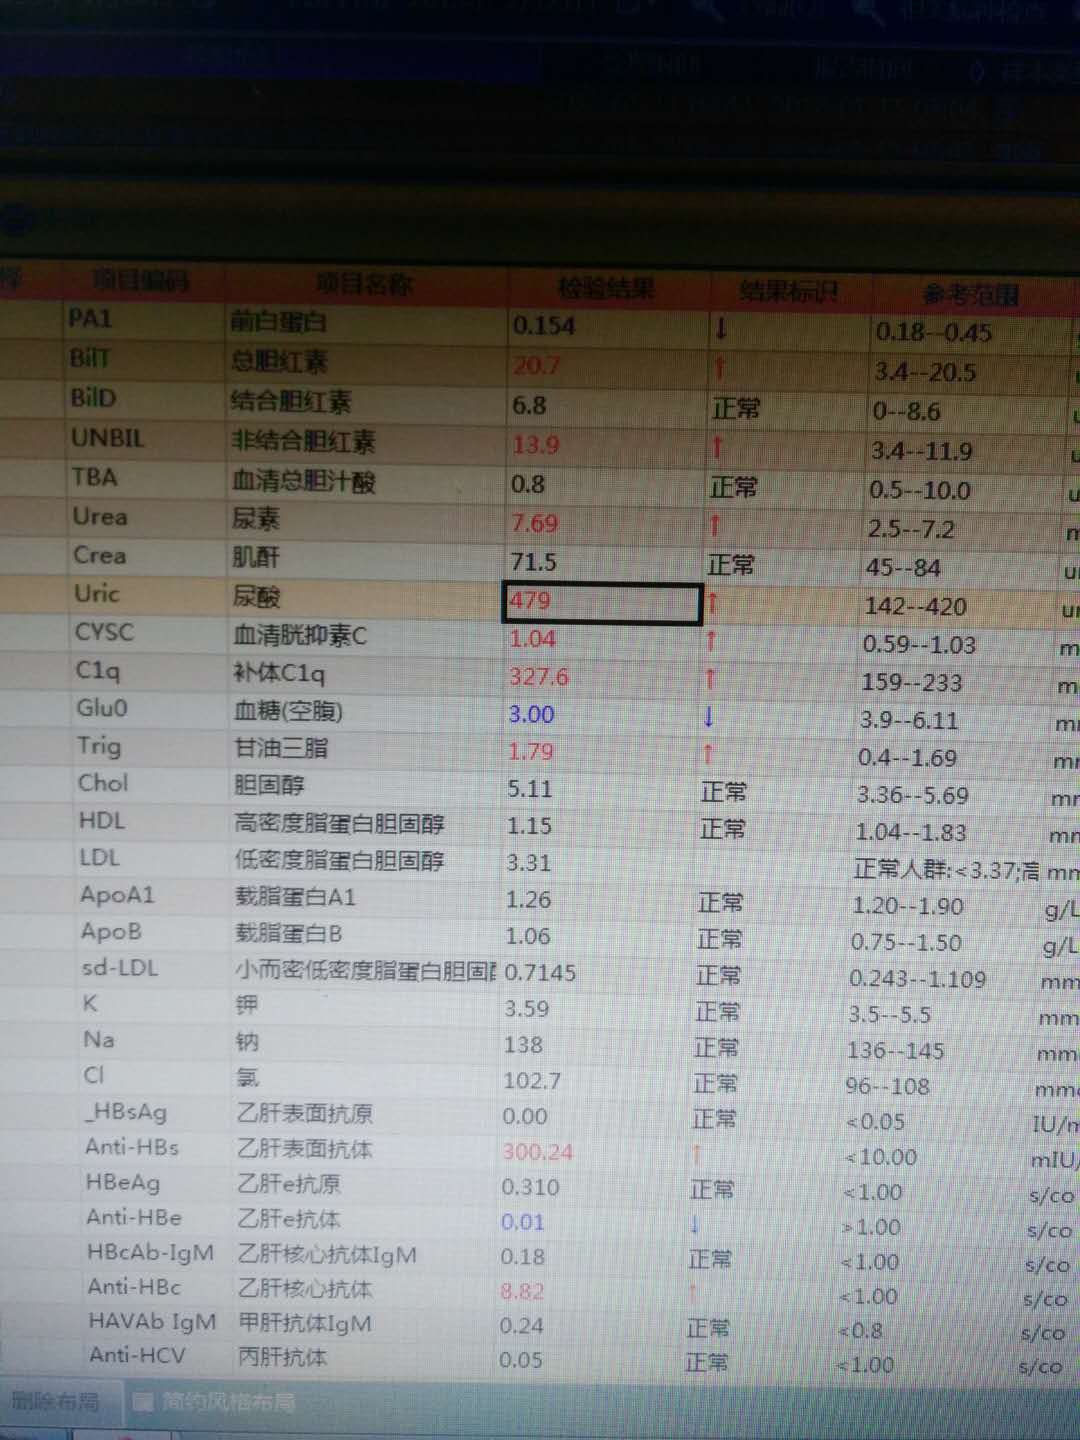 择 项目编码 项目名称 检验结果 结果标识 参考范围
PA1 前白蛋白 0.154 ↓ 0.18--0.45
BilT 总胆红素 20.7 ↑ 3.4--20.5 u
BilD 结合胆红素 6.8 正常 0--8.6 u
UNBIL 非结合胆红素 13.9 ↑ 3.4--11.9 u
TBA 血清总胆汁酸 0.8 正常 0.5--10.0 u
Urea 尿素 7.69 ↑ 2.5--7.2 m
Crea 肌酐 71.5 正常 45--84 u
Uric 尿酸 479 ↑ 142--420 u
CYSC 血清胱抑素C 1.04 ↑ 0.59--1.03 m
C1q 补体C1q 327.6 ↑ 159--233 m
Glu0 血糖(空腹) 3.00 ↓ 3.9--6.11 m
Trig 甘油三脂 1.79 ↑ 0.4--1.69 mm
Chol 胆固醇 5.11 正常 3.36--5.69 mm
HDL 高密度脂蛋白胆固醇 1.15 正常 1.04--1.83 mm
LDL 低密度脂蛋白胆固醇 3.31 正常人群:<3.37;高 mm
ApoA1 载脂蛋白A1 1.26 正常 1.20--1.90 g/L
ApoB 载脂蛋白B 1.06 正常 0.75--1.50 g/L
sd-LDL 小而密低密度脂蛋白胆固 0.7145 正常 0.243--1.109 mm
K 钾 3.59 正常 3.5--5.5 mm
Na 钠 138 正常 136--145 mm
Cl 氯 102.7 正常 96--108 mm
_HBsAg 乙肝表面抗原 0.00 正常 <0.05 IU/m
Anti-HBs 乙肝表面抗体 300.24 ↑ <10.00 mIU/
HBeAg 乙肝e抗原 0.310 正常 <1.00 s/co
Anti-HBe 乙肝e抗体 0.01 ↓ >1.00 s/co
HBcAb-IgM 乙肝核心抗体IgM 0.18 正常 <1.00 s/co
Anti-HBc 乙肝核心抗体 8.82 ↑ <1.00 s/co
HAVAb IgM 甲肝抗体IgM 0.24 正常 <0.8 s/co
Anti-HCV 丙肝抗体 0.05 正常 <1.00 s/co
删除布局 简约风格布局